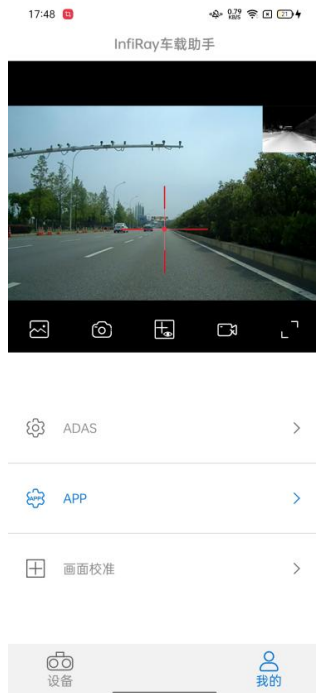 17:48
0.79
KB/S
21
InfiRay车载助手
ADAS
APP
APP
画面校准
设备
我的